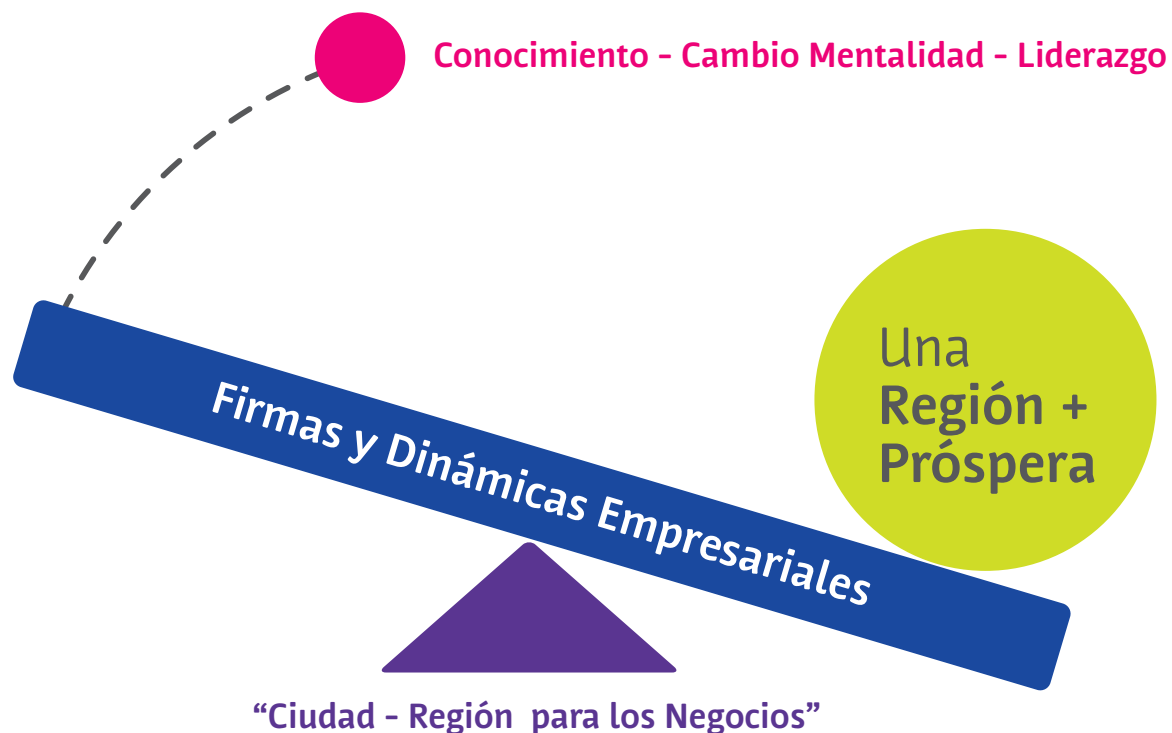 Conocimiento - Cambio Mentalidad - Liderazgo
Una
Región +
Próspera
Firmas y Dinámicas Empresariales
“Ciudad - Región para los Negocios”